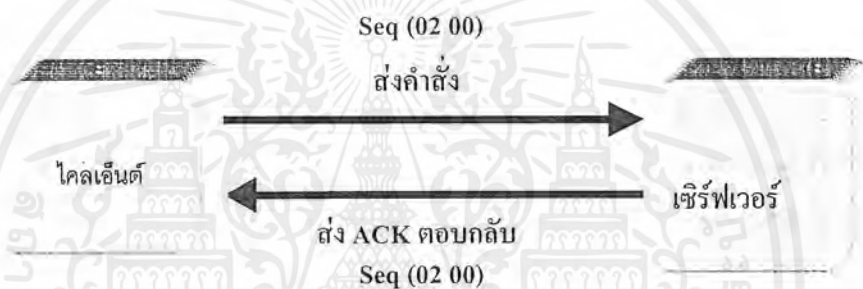 Seq (02 00)
ส่งคำสั่ง
ไคลเอ็นต์
เซิร์ฟเวอร์
ส่ง ACK ตอบกลับ
Seq (02 00)